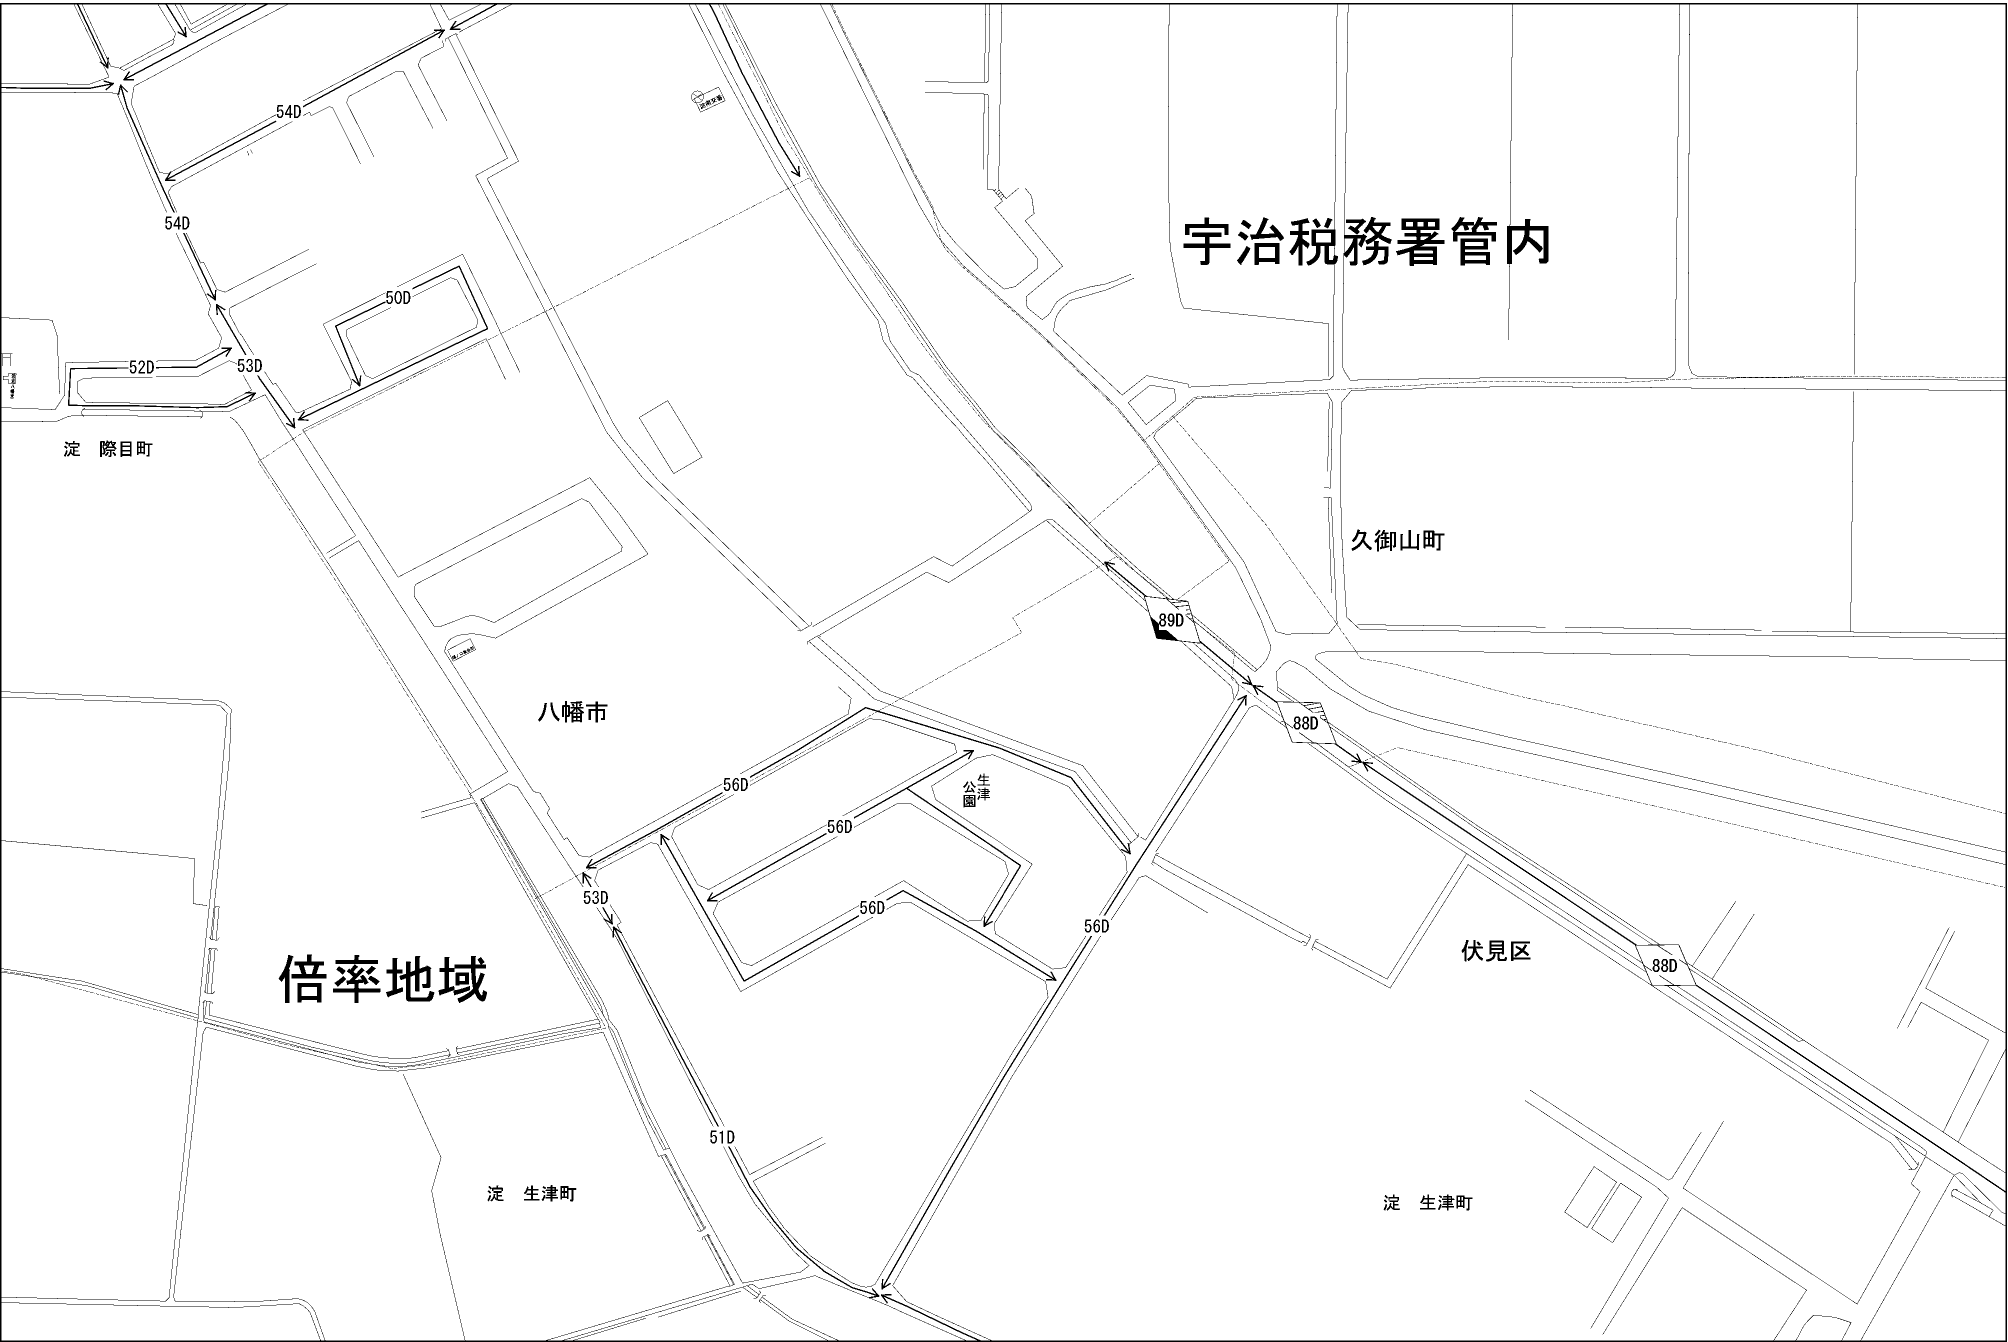 54D
54D
宇治税務署管内
50D
52D
53D
淀　際目町
久御山町
89D
八幡市
88D
56D
生津
公園
56D
53D
56D
56D
伏見区
倍率地域
88D
51D
淀　生津町
淀　生津町